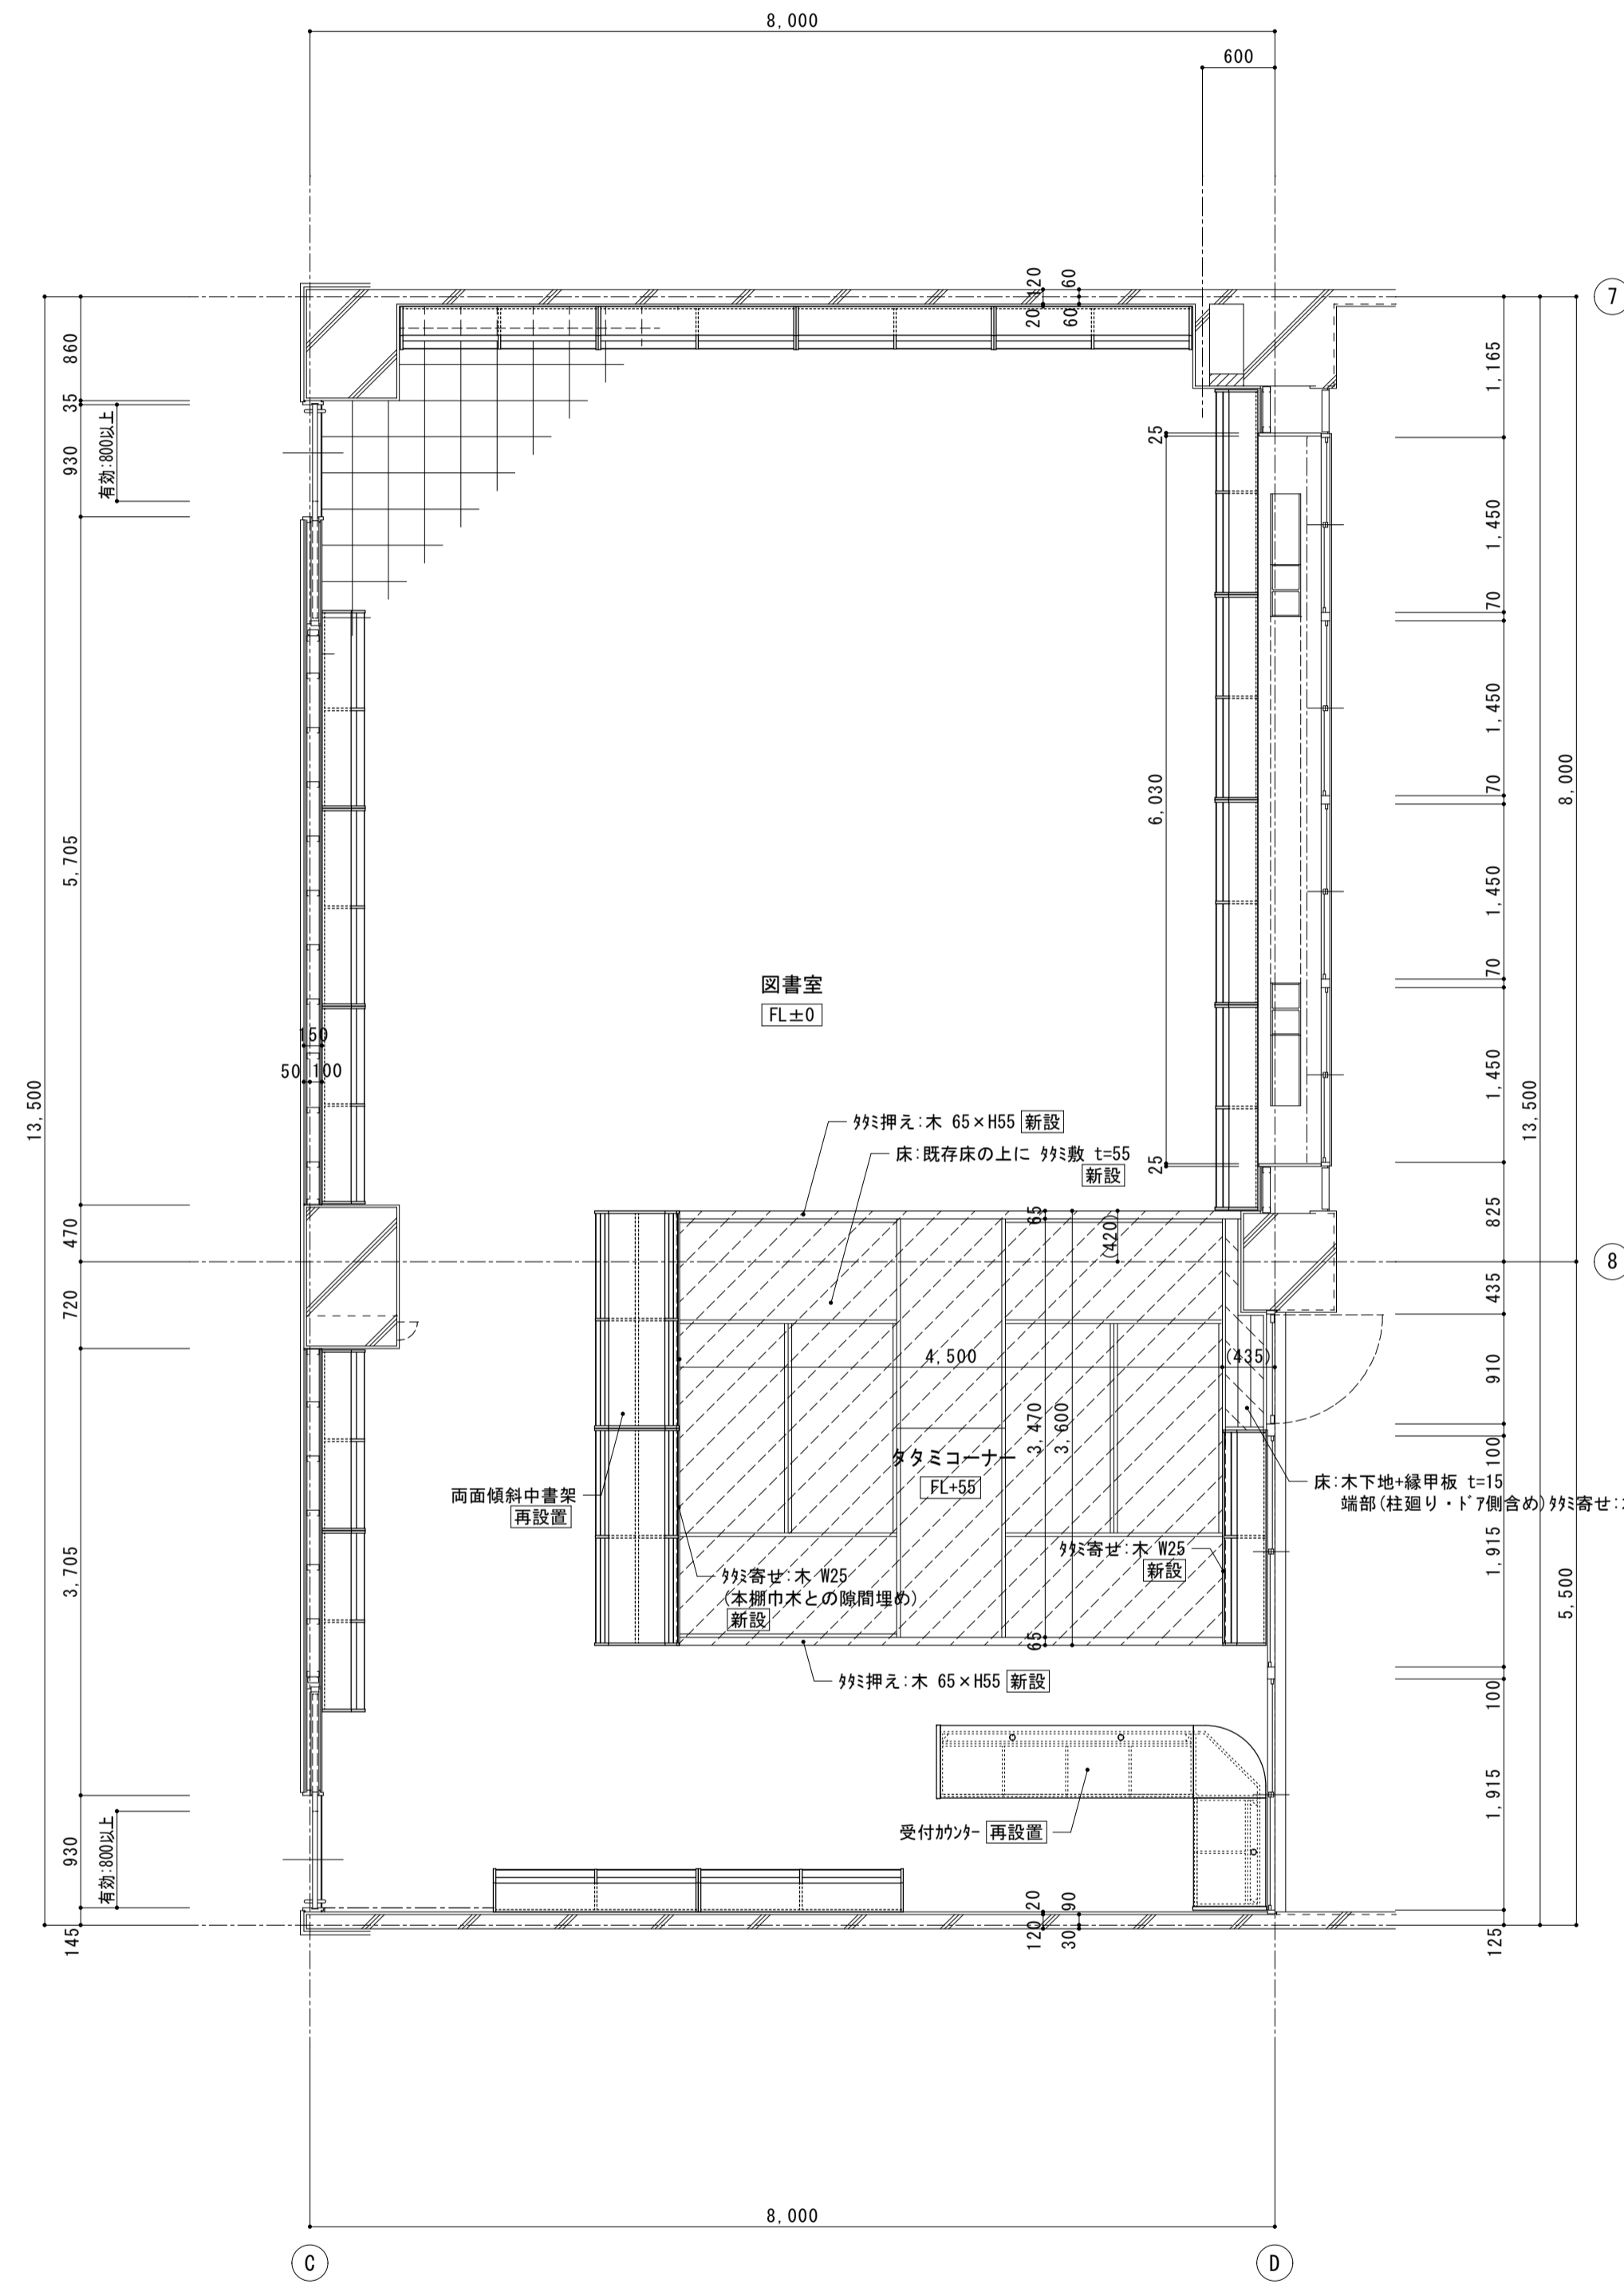 8,000
600
7
120
60
20
60
860
35
930
有効:800以上
1,165
25
1,450
70
1,450
70
8,000
6,030
5,705
1,450
70
図書室
FL±0
150
50
100
1,450
13,500
13,500
タタミ押え:木 65×H55 新設
床:既存床の上に タタミ敷 t=55
新設
25
65
(420)
825
470
8
720
435
4,500
(435)
910
3,470
3,600
タタミコーナー
FL+55
100
床:木下地+縁甲板 t=15
端部(柱廻り・ドア側含め)タタミ寄せ:
両面傾斜中書架
再設置
1,915
タタミ寄せ:木 W25
新設
タタミ寄せ:木 W25
(本棚巾木との隙間埋め)
新設
3,705
5,500
65
タタミ押え:木 65×H55 新設
100
1,915
受付カウンター 再設置
930
有効:800以上
20
90
120
30
145
125
8,000
C
D